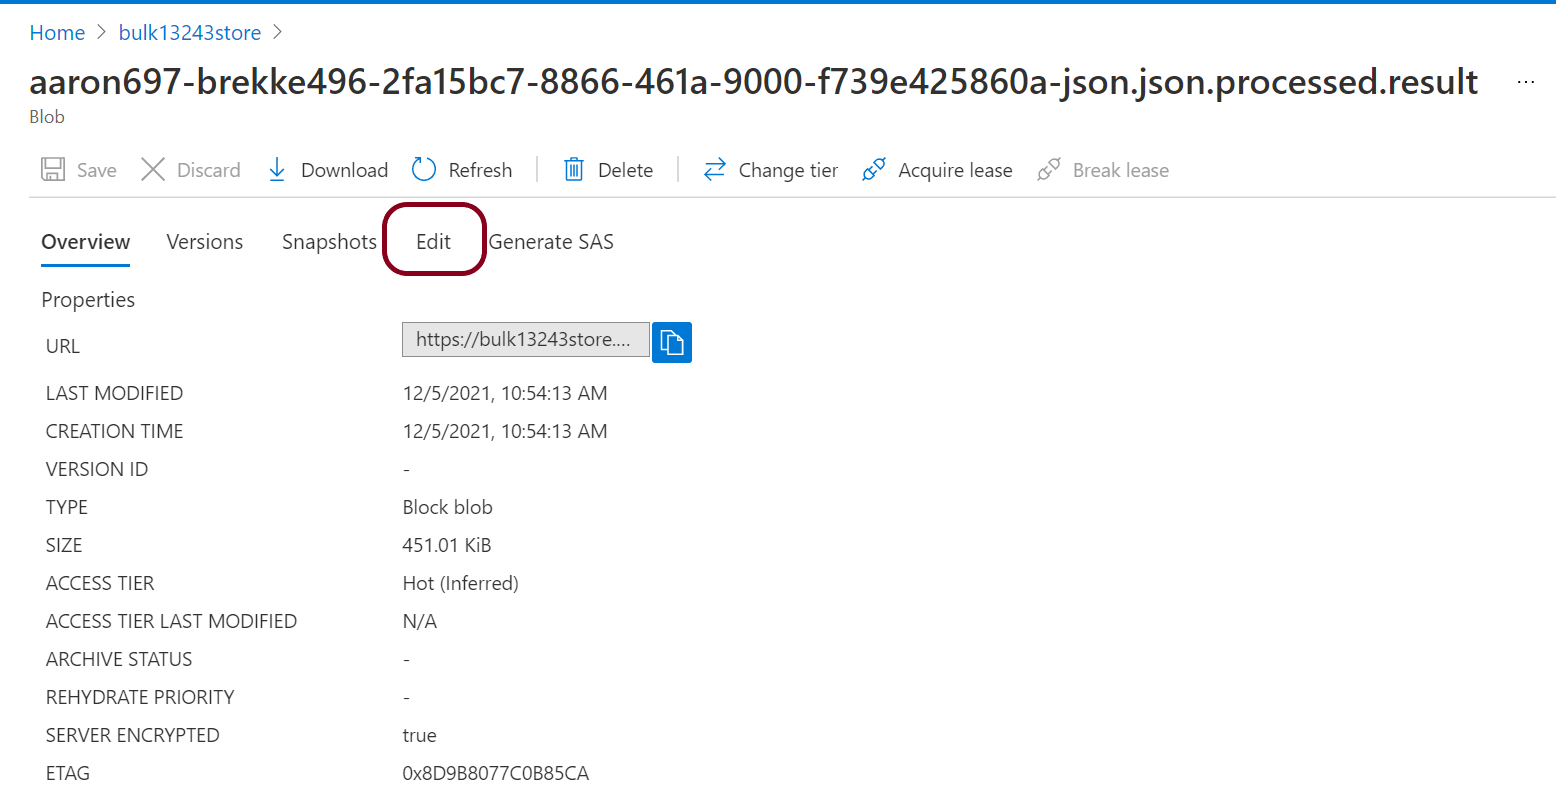 Home > bulk13243store >
aaron697-brekke496-2fa15bc7-8866-461a-9000-f739e425860a-json.json.processed.result ...
Blob
Save Discard Download Refresh Delete Change tier Acquire lease Break lease
Overview Versions Snapshots Edit Generate SAS
Properties
URL https://bulk13243store....
LAST MODIFIED 12/5/2021, 10:54:13 AM
CREATION TIME 12/5/2021, 10:54:13 AM
VERSION ID -
TYPE Block blob
SIZE 451.01 KiB
ACCESS TIER Hot (Inferred)
ACCESS TIER LAST MODIFIED N/A
ARCHIVE STATUS -
REHYDRATE PRIORITY -
SERVER ENCRYPTED true
ETAG 0x8D9B8077C0B85CA